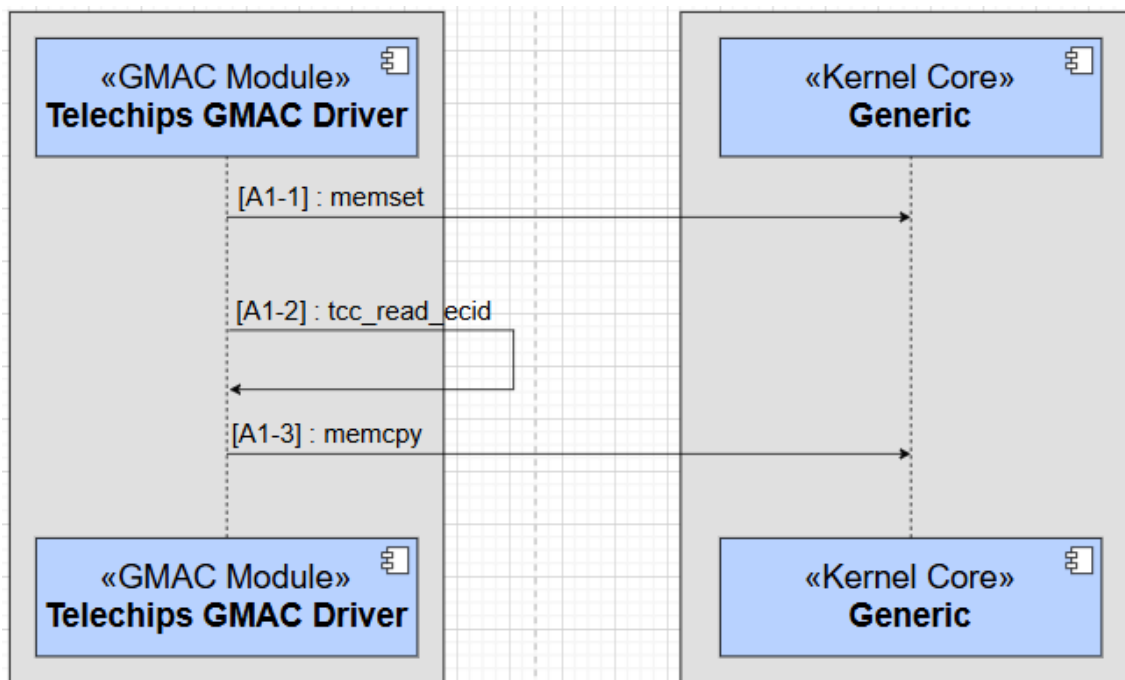 «GMAC Module»
Telechips GMAC Driver
«Kernel Core»
Generic
[A1-1] : memset
[A1-2] : tcc_read_ecid
[A1-3] : memcpy
«GMAC Module»
Telechips GMAC Driver
«Kernel Core»
Generic